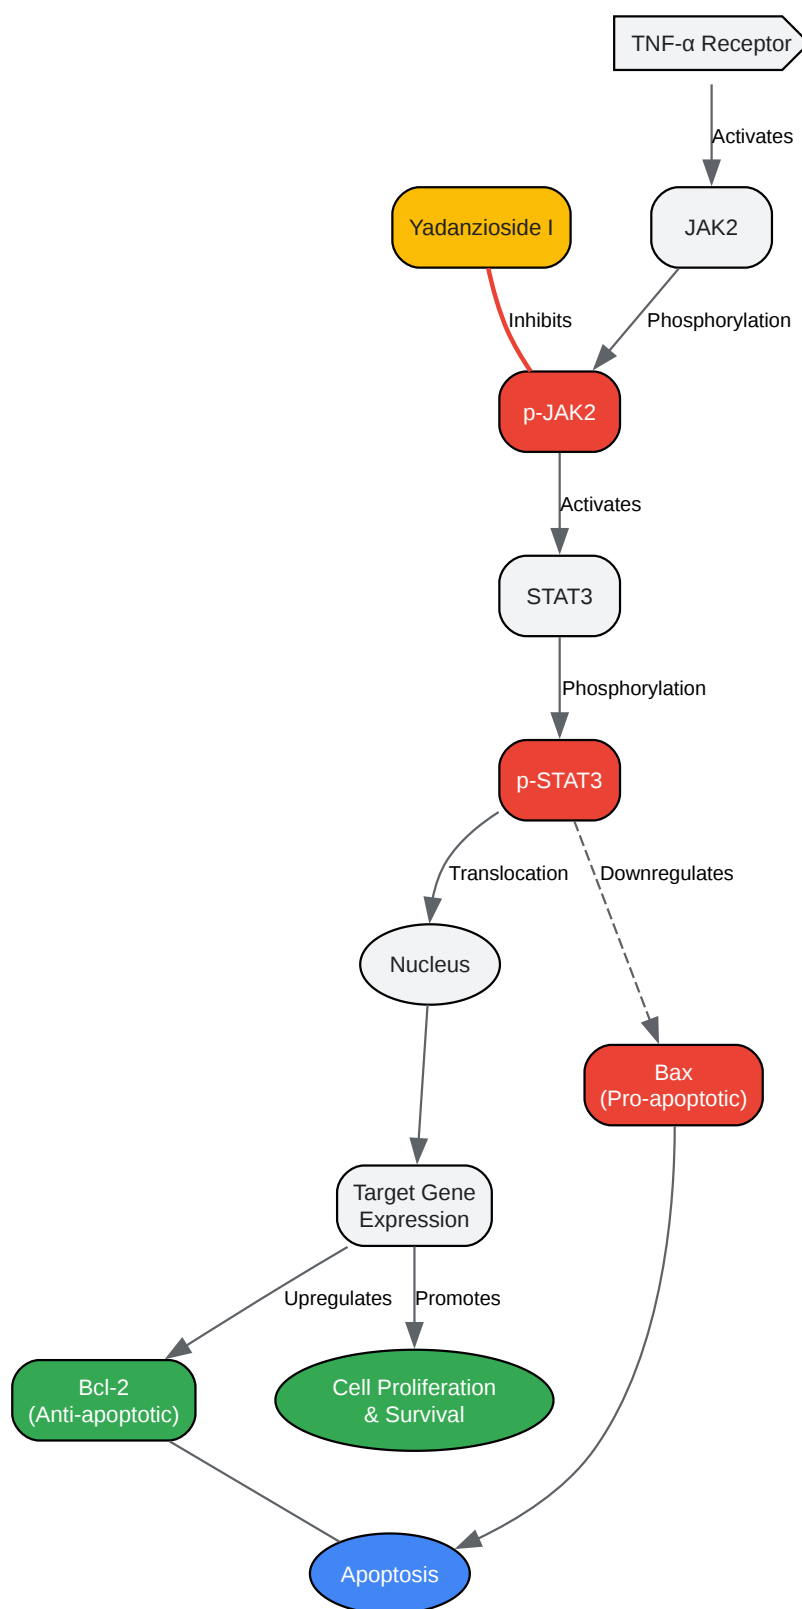 TNF-α Receptor
Activates
Yadanzioside I
JAK2
Inhibits
Phosphorylation
p-JAK2
Activates
STAT3
Phosphorylation
p-STAT3
Translocation
Downregulates
Nucleus
Bax
(Pro-apoptotic)
Target Gene
Expression
Upregulates
Promotes
Bcl-2
(Anti-apoptotic)
Cell Proliferation
& Survival
Apoptosis